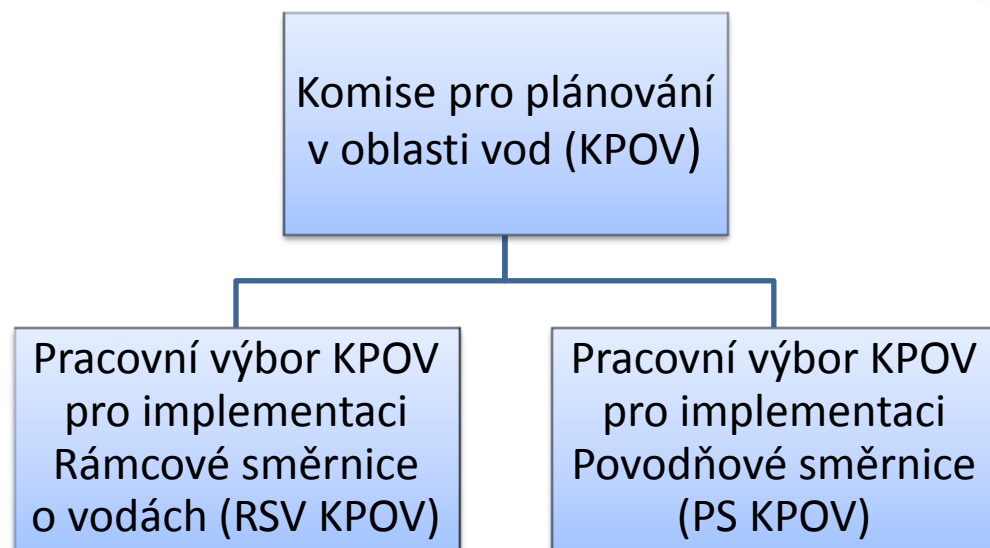 Komise pro plánování
v oblasti vod (KPOV)
Pracovní výbor KPOV
pro implementaci
Rámcové směrnice
o vodách (RSV KPOV)
Pracovní výbor KPOV
pro implementaci
Povodňové směrnice
(PS KPOV)